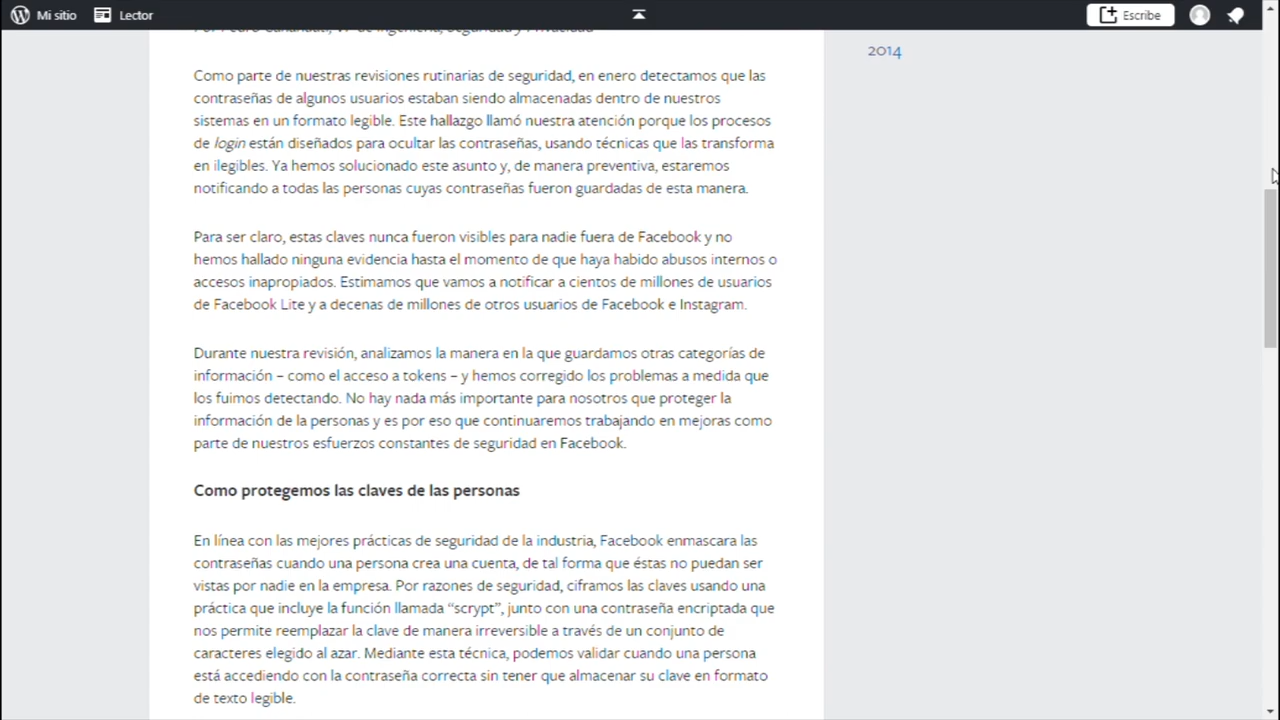 Mi sitio
Lector
Escribe
Por Pedro Canahuati, VP de Ingeniería, Seguridad y Privacidad
2014
Como parte de nuestras revisiones rutinarias de seguridad, en enero detectamos que las
contraseñas de algunos usuarios estaban siendo almacenadas dentro de nuestros
sistemas en un formato legible. Este hallazgo llamó nuestra atención porque los procesos
de login están diseñados para ocultar las contraseñas, usando técnicas que las transforma
en ilegibles. Ya hemos solucionado este asunto y, de manera preventiva, estaremos
notificando a todas las personas cuyas contraseñas fueron guardadas de esta manera.
Para ser claro, estas claves nunca fueron visibles para nadie fuera de Facebook y no
hemos hallado ninguna evidencia hasta el momento de que haya habido abusos internos o
accesos inapropiados. Estimamos que vamos a notificar a cientos de millones de usuarios
de Facebook Lite y a decenas de millones de otros usuarios de Facebook e Instagram.
Durante nuestra revisión, analizamos la manera en la que guardamos otras categorías de
información – como el acceso a tokens – y hemos corregido los problemas a medida que
los fuimos detectando. No hay nada más importante para nosotros que proteger la
información de la personas y es por eso que continuaremos trabajando en mejoras como
parte de nuestros esfuerzos constantes de seguridad en Facebook.
Como protegemos las claves de las personas
En línea con las mejores prácticas de seguridad de la industria, Facebook enmascara las
contraseñas cuando una persona crea una cuenta, de tal forma que éstas no puedan ser
vistas por nadie en la empresa. Por razones de seguridad, ciframos las claves usando una
práctica que incluye la función llamada “scrypt”, junto con una contraseña encriptada que
nos permite reemplazar la clave de manera irreversible a través de un conjunto de
caracteres elegido al azar. Mediante esta técnica, podemos validar cuando una persona
está accediendo con la contraseña correcta sin tener que almacenar su clave en formato
de texto legible.